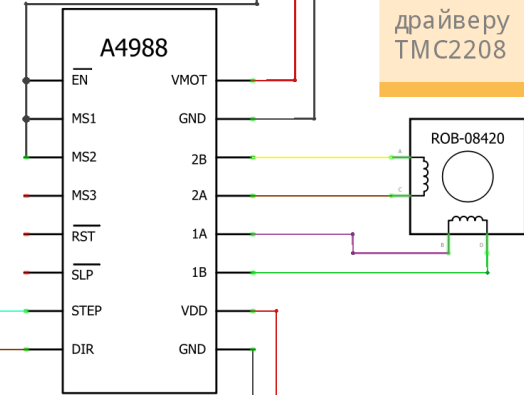 драйверу
TMC2208
A4988
EN
VMOT
MS1
GND
MS2
2B
MS3
2A
RST
1A
SLP
1B
STEP
VDD
DIR
GND
ROB-08420
A
C
B
D